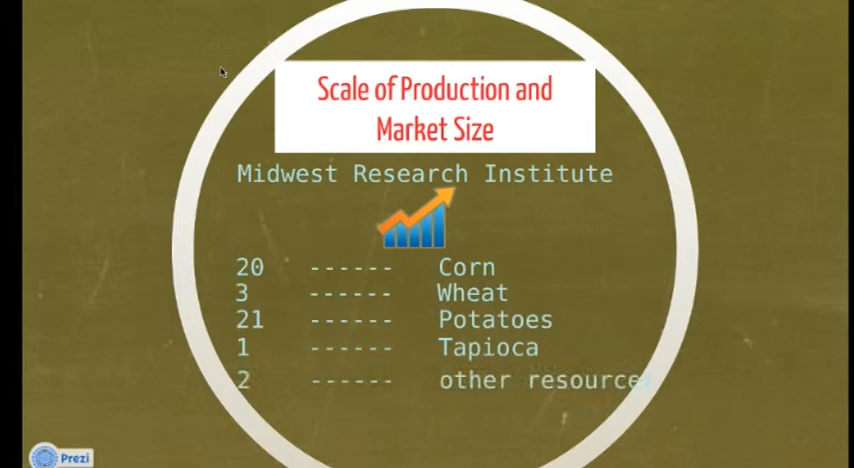 Scale of Production and
Market Size
Midwest Research Institute
20 ------ Corn
3 ------ Wheat
21 ------ Potatoes
1 ------ Tapioca
2 ------ other resources
Prezi